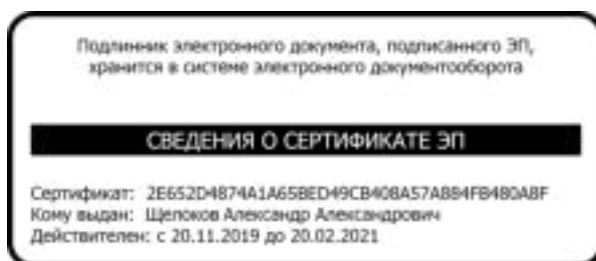 Подлинник электронного документа, подписанного ЭП,
хранится в системе электронного документооборота
СВЕДЕНИЯ О СЕРТИФИКАТЕ ЭП
Сертификат: 2E652D4874A1A65BED49CB408A57A884FB480A8F
Кому выдан: Щелоков Александр Александрович
Действителен: с 20.11.2019 до 20.02.2021